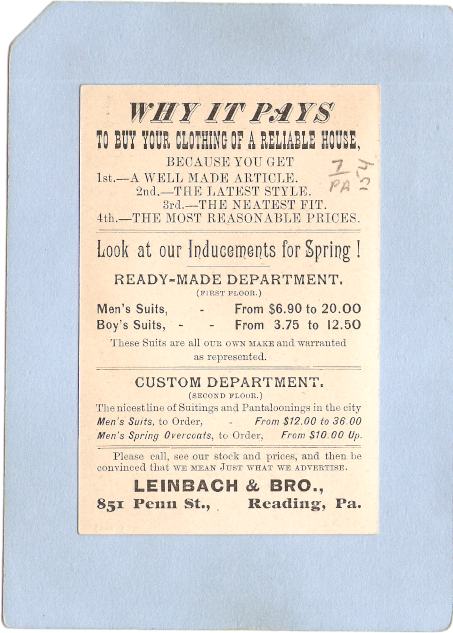 WHY IT PAYS
TO BUY YOUR CLOTHING OF A RELIABLE HOUSE,
BECAUSE YOU GET
1st.—A WELL MADE ARTICLE.
2nd.—THE LATEST STYLE.
3rd.—THE NEATEST FIT.
4th.—THE MOST REASONABLE PRICES.
7
PA
154
Look at our Inducements for Spring!
READY-MADE DEPARTMENT.
(FIRST FLOOR.)
Men's Suits, - From $6.90 to 20.00
Boy's Suits, - - From 3.75 to 12.50
These Suits are all OUR OWN MAKE and warranted
as represented.
CUSTOM DEPARTMENT.
(SECOND FLOOR.)
The nicest line of Suitings and Pantaloonings in the city
Men's Suits, to Order, - From $12.00 to 36.00
Men's Spring Overcoats, to Order, From $10.00 Up.
Please call, see our stock and prices, and then be
convinced that WE MEAN JUST WHAT WE ADVERTISE.
LEINBACH & BRO.,
851 Penn St., Reading, Pa.